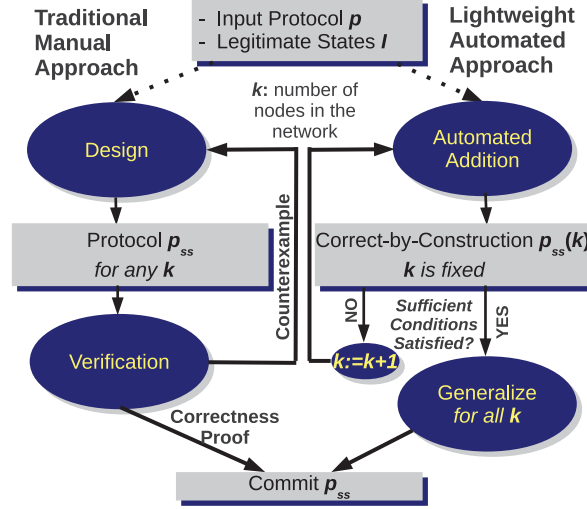 Traditional
Manual
Approach
- Input Protocol p
- Legitimate States I
Lightweight
Automated
Approach
k: number of
nodes in the
network
Design
Automated
Addition
Counterexample
Protocol pss
for any k
Correct-by-Construction pss(k)
k is fixed
NO
Sufficient
Conditions
Satisfied?
YES
Verification
k:=k+1
Generalize
for all k
Correctness
Proof
Commit pss